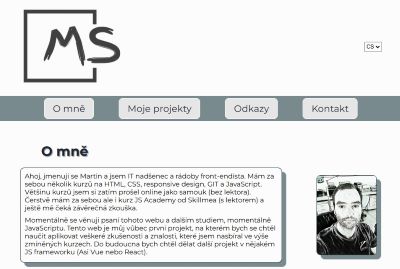 MS
CS
O mně
Moje projekty
Odkazy
Kontakt
O mně
Ahoj, jmenuji se Martin a jsem IT nadšenec a rádoby front-endista. Mám za
sebou několik kurzů na HTML, CSS, responsive design, GIT a JavaScript.
Většinu kurzů jsem si zatím prošel online jako samouk (bez lektora).
Čerstvě mám za sebou ale i kurz JS Academy od Skillmea (s lektorem) a
ještě mě čeká závěrečná zkouška.
Momentálně se věnuji psaní tohoto webu a dalším studiem, momentálně
JavaScriptu. Tento web je můj vůbec první projekt, na kterém bych se chtěl
naučit aplikovat veškeré zkušenosti a znalosti, které jsem nasbíral ve výše
zmíněných kurzech. Do budoucna bych chtěl dělat další projekt v nějakém
JS frameworku (Asi Vue nebo React).